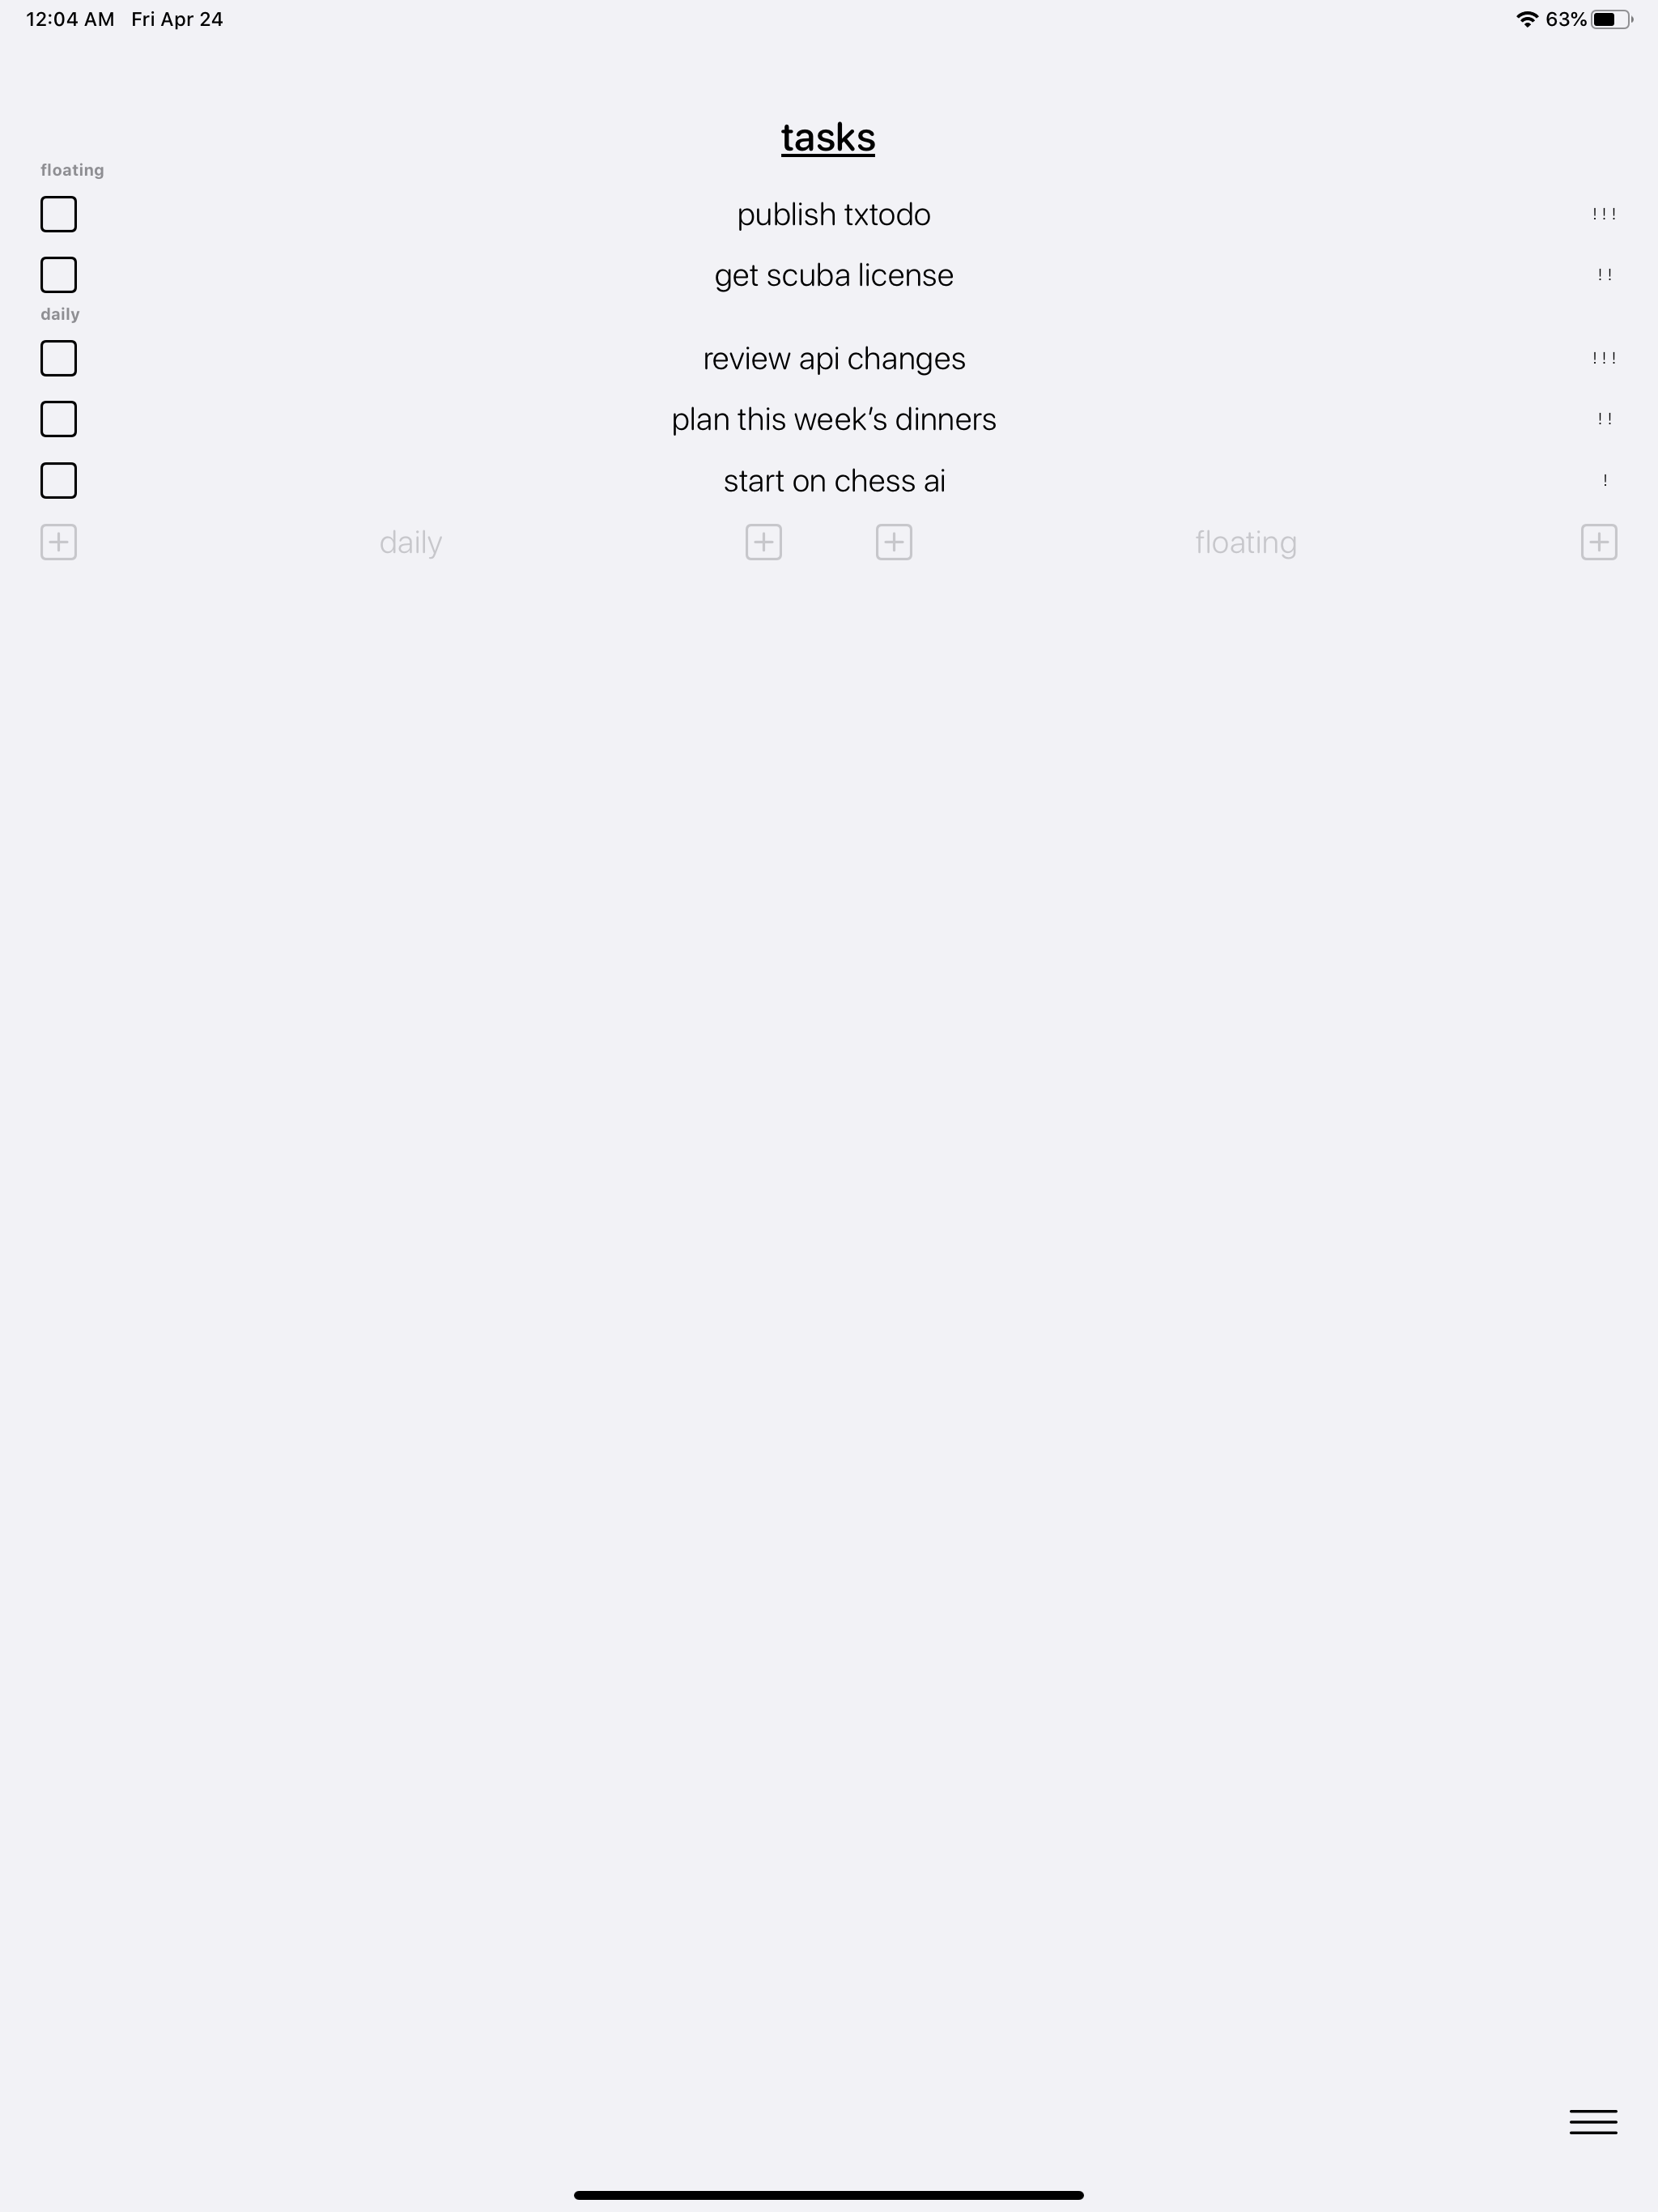 12:04 AM Fri Apr 24 63%
tasks
floating
publish txtodo !!!
get scuba license !!
daily
review api changes !!!
plan this week’s dinners !!
start on chess ai !
daily floating